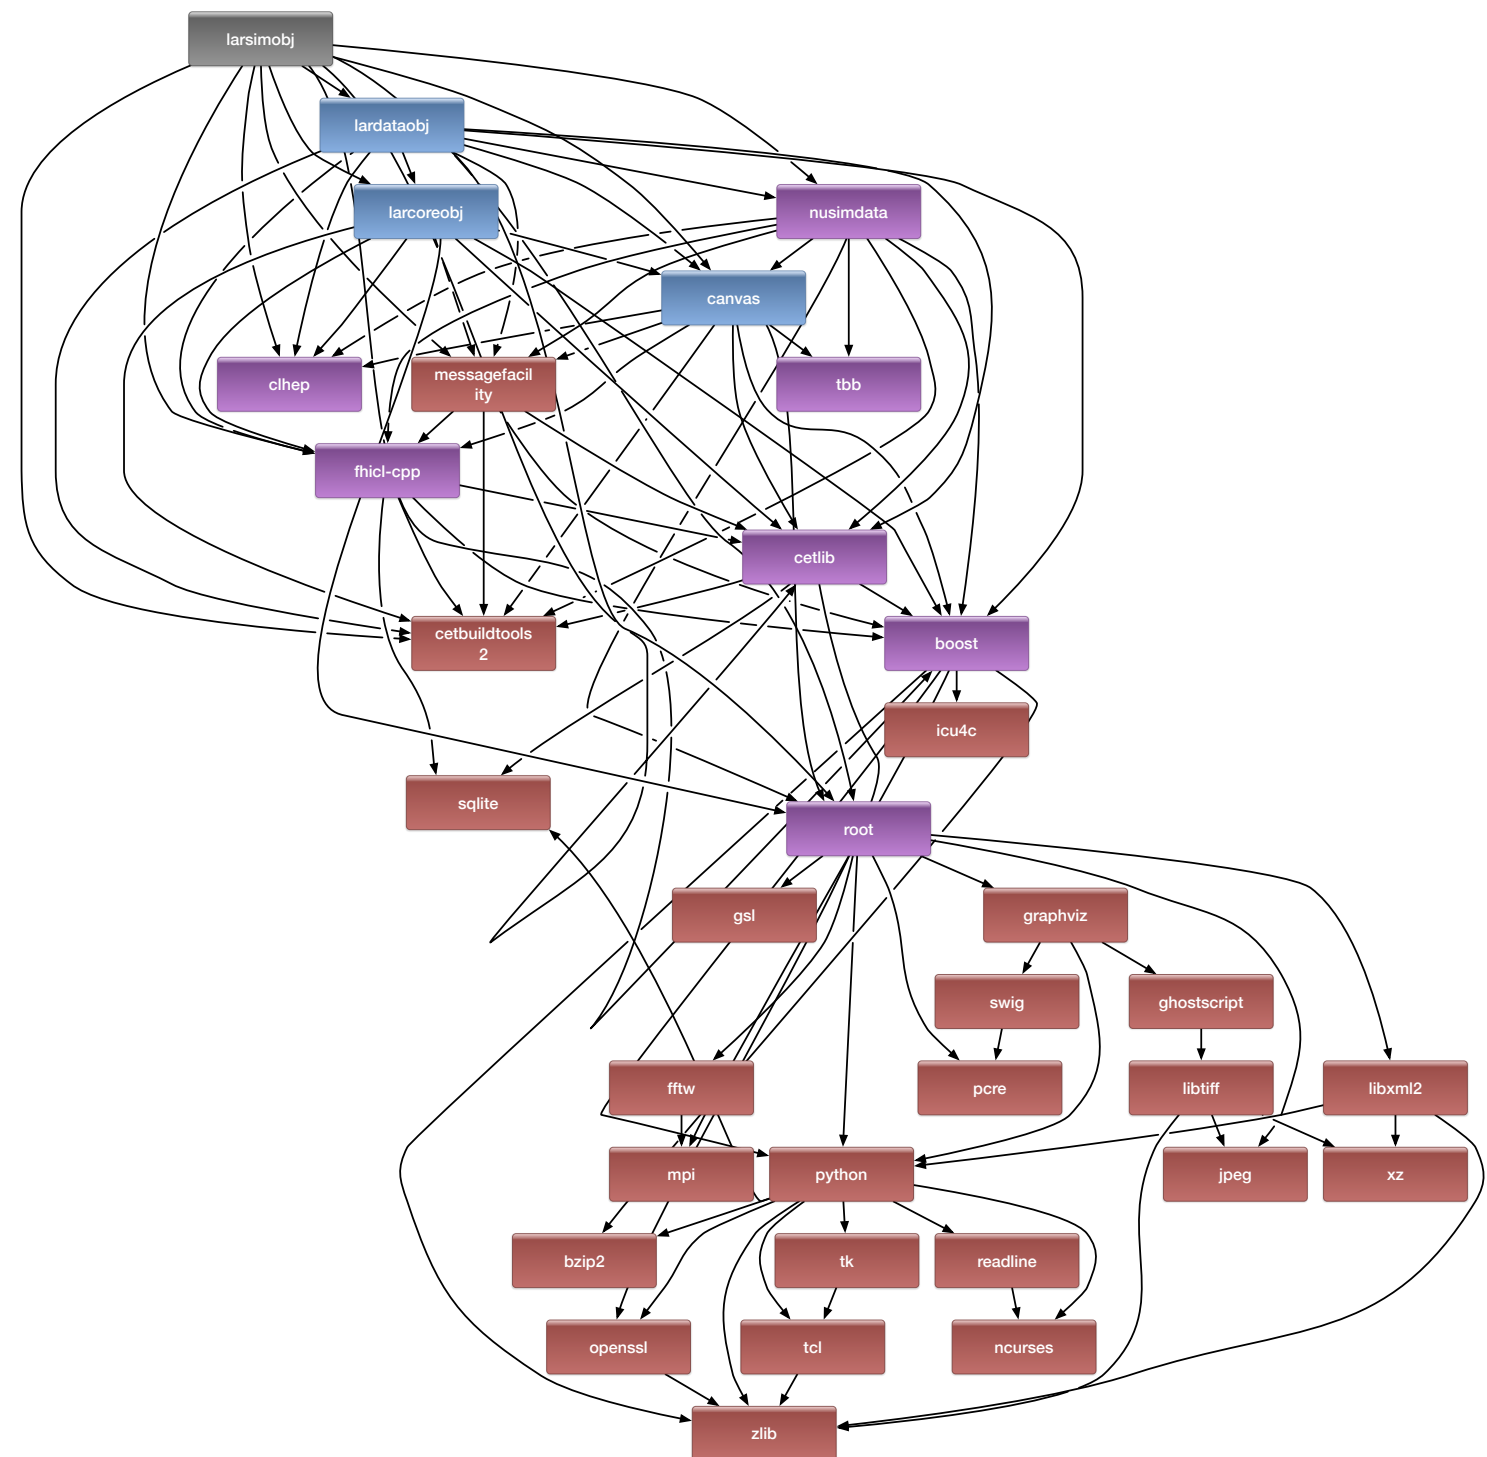 larsimobj
lardataobj
larcoreobj
nusimdata
canvas
clhep
messagefacil
ity
tbb
fhicl-cpp
cetlib
cetbuildtools
2
boost
icu4c
sqlite
root
gsl
graphviz
swig
ghostscript
fftw
pcre
libtiff
libxml2
mpi
python
jpeg
xz
bzip2
tk
readline
openssl
tcl
ncurses
zlib